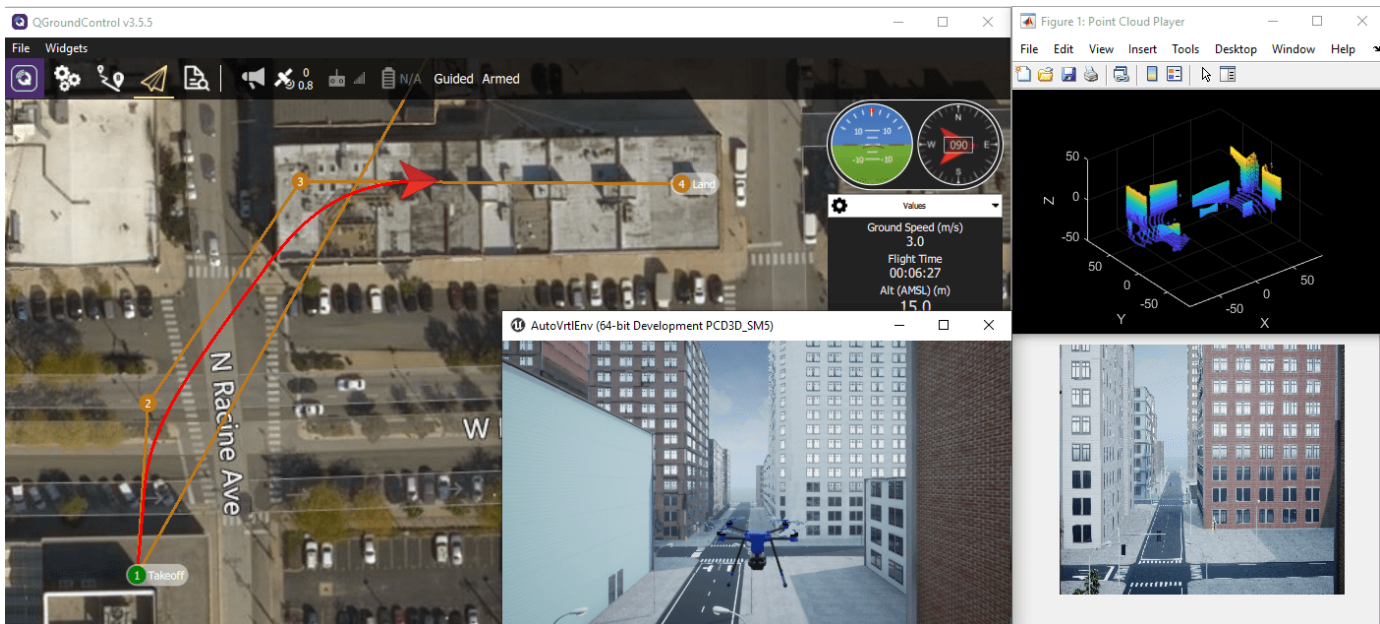 QGroundControl v3.5.5
File Widgets
0
0.8
N/A Guided Armed
3
4 Land
2
N Racine Ave
W
1 Takeoff
10 10
-10 -10
N
W 090 E
S
Values
Ground Speed (m/s)
3.0
Flight Time
00:06:27
Alt (AMSL) (m)
15.0
AutoVrtlEnv (64-bit Development PCD3D_SM5)
Figure 1: Point Cloud Player
File Edit View Insert Tools Desktop Window Help
50
Z 0
-50
50
0
-50
Y
50
0
-50
X